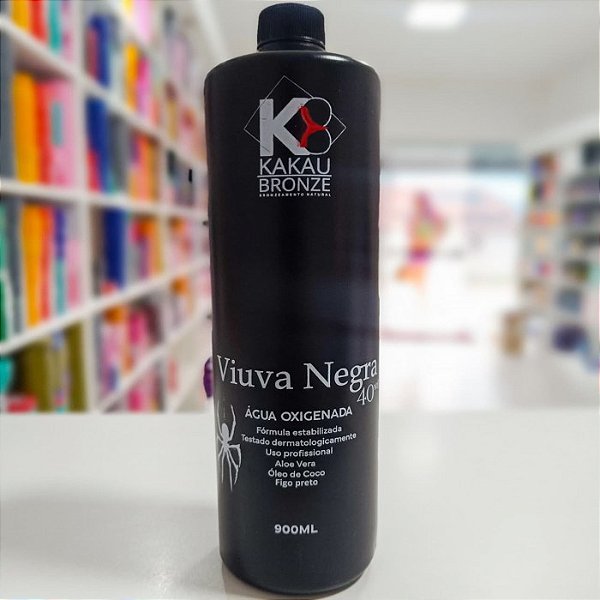 KB
KAKAU
BRONZE
BRONZEAMENTO NATURAL
Viuva Negra
40
ÁGUA OXIGENADA
Fórmula estabilizada
Testado dermatologicamente
Uso profissional
Aloe Vera
Óleo de Coco
Figo preto
900ML